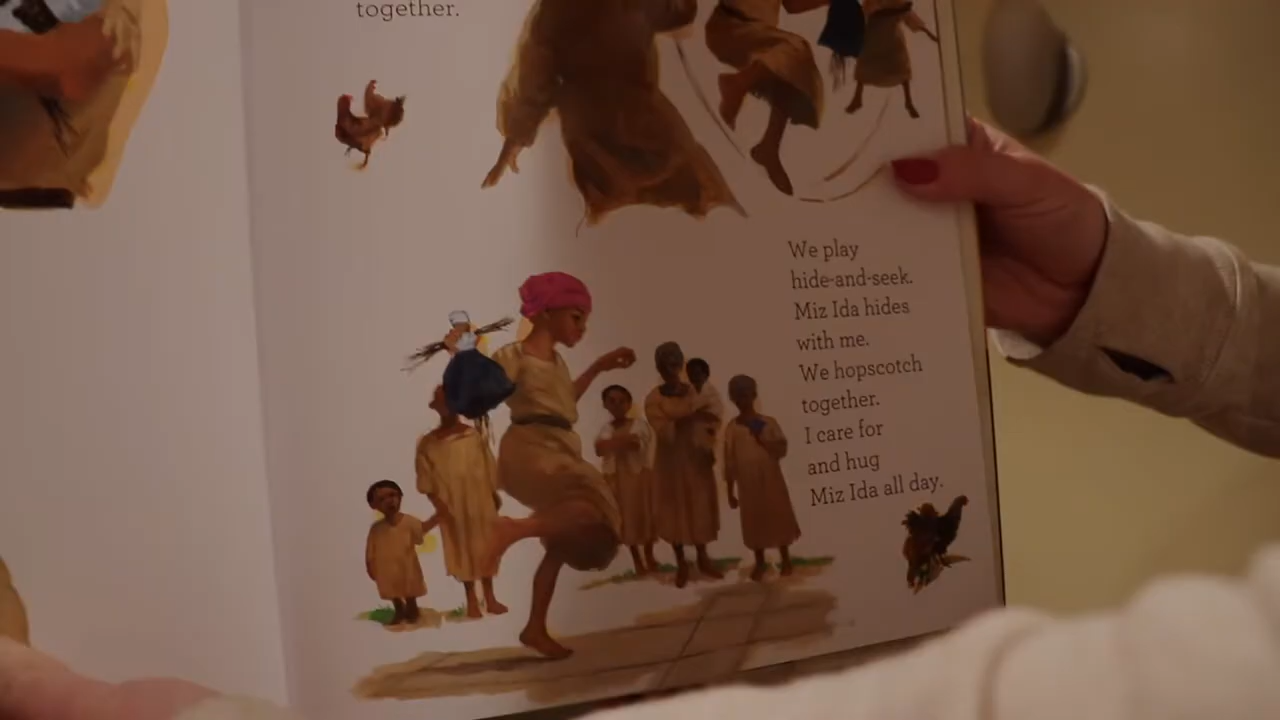 together.
We play
hide-and-seek.
Miz Ida hides
with me.
We hopscotch
together.
I care for
and hug
Miz Ida all day.